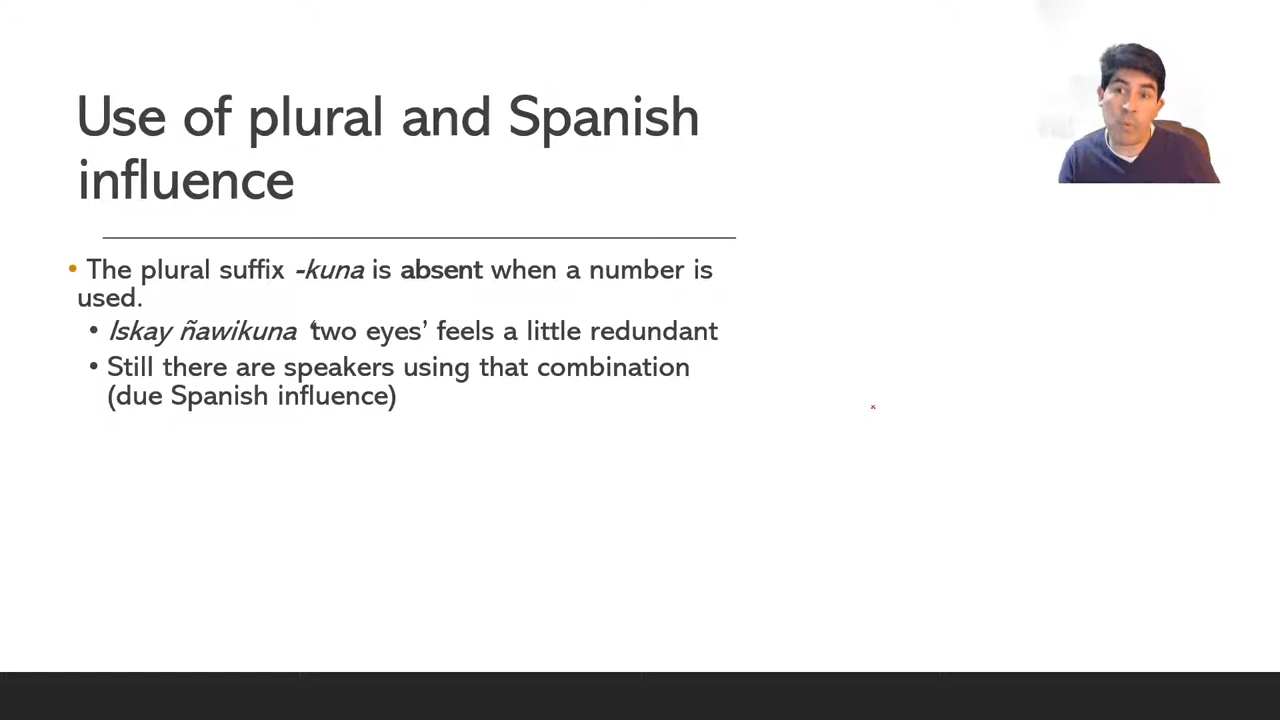 Use of plural and Spanish
influence
• The plural suffix -kuna is absent when a number is
used.
• Iskay ñawikuna ‘two eyes’ feels a little redundant
• Still there are speakers using that combination
(due Spanish influence)